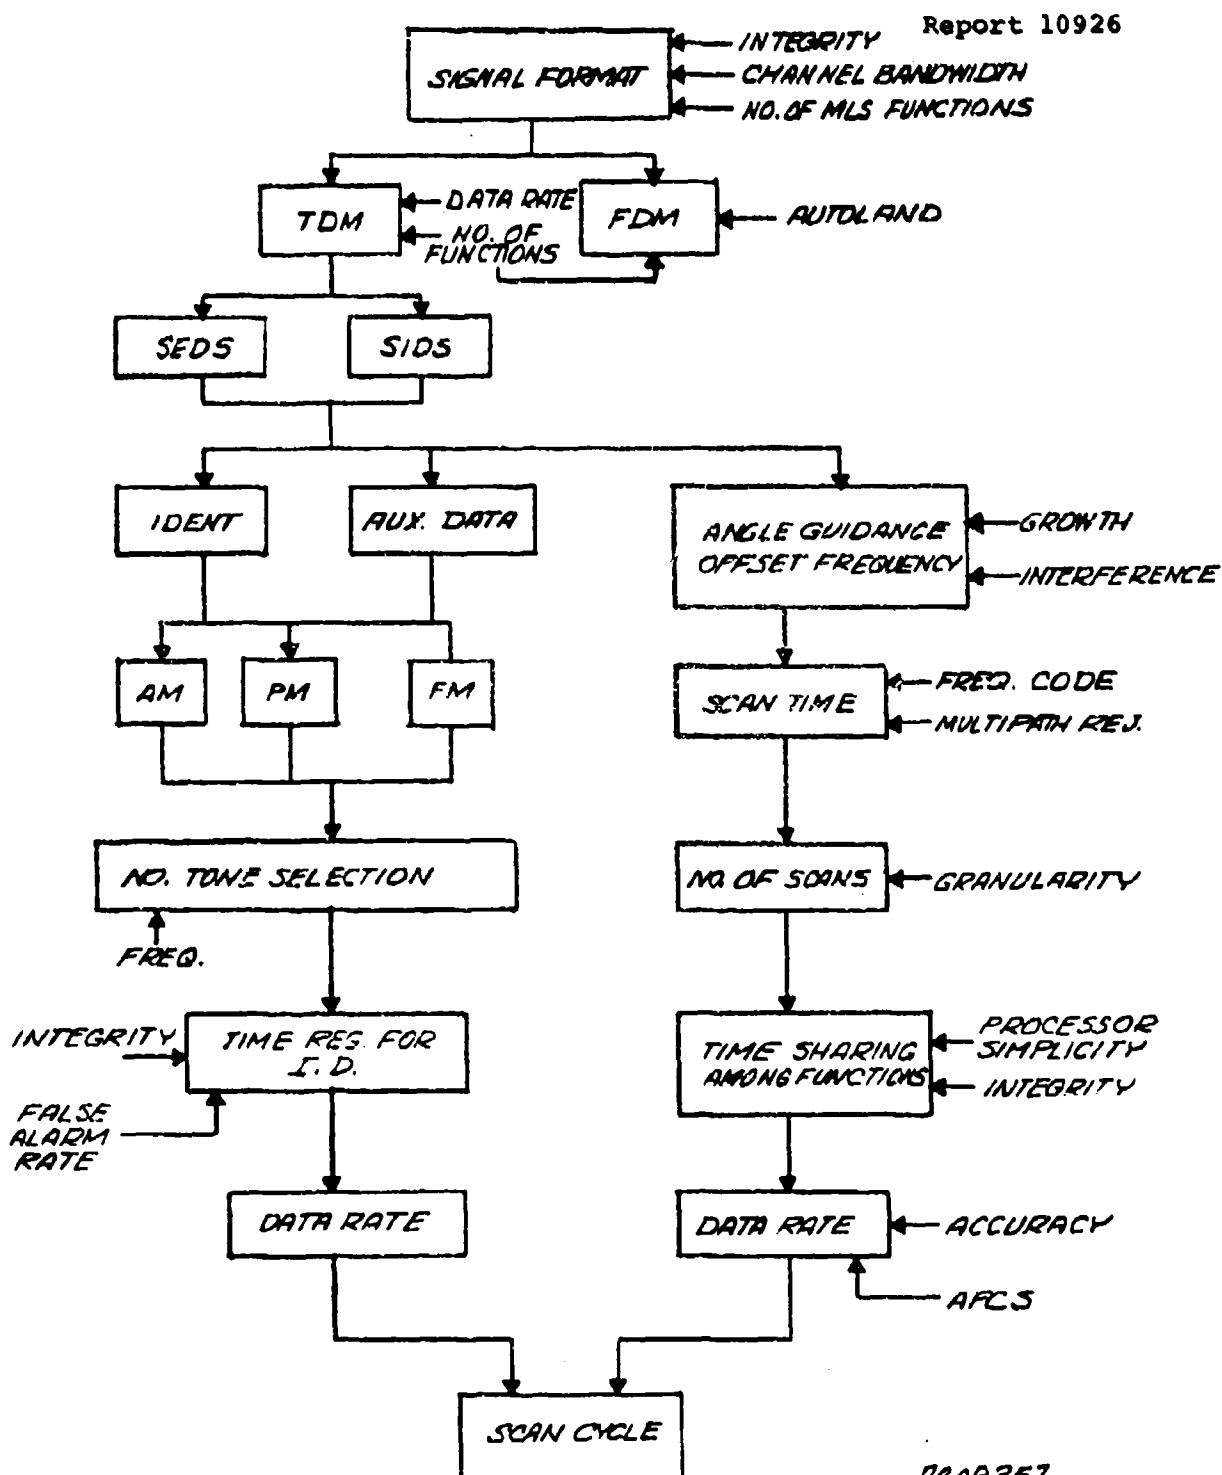 Report 10926
SIGNAL FORMAT
INTEGRITY
CHANNEL BANDWIDTH
NO. OF MLS FUNCTIONS
TDM
DATA RATE
NO. OF
FUNCTIONS
FDM
AUTOLAND
SEDS
SIDS
IDENT
AUX. DATA
ANGLE GUIDANCE
OFFSET FREQUENCY
GROWTH
INTERFERENCE
AM
PM
FM
SCAN TIME
FREQ. CODE
MULTIPATH REJ.
NO. TONE SELECTION
FREQ.
NO. OF SCANS
GRANULARITY
INTEGRITY
TIME REQ. FOR
I. D.
FALSE
ALARM
RATE
TIME SHARING
AMONG FUNCTIONS
PROCESSOR
SIMPLICITY
INTEGRITY
DATA RATE
DATA RATE
ACCURACY
AFCS
SCAN CYCLE